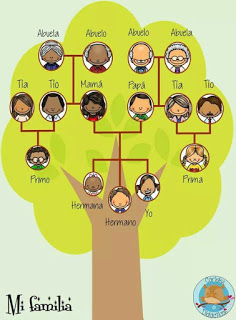 Abuela Abuelo Abuelo Abuela
Tía Tío Mamá Papá Tía Tío
Primo Prima
Hermana Hermano Yo
Mi familia